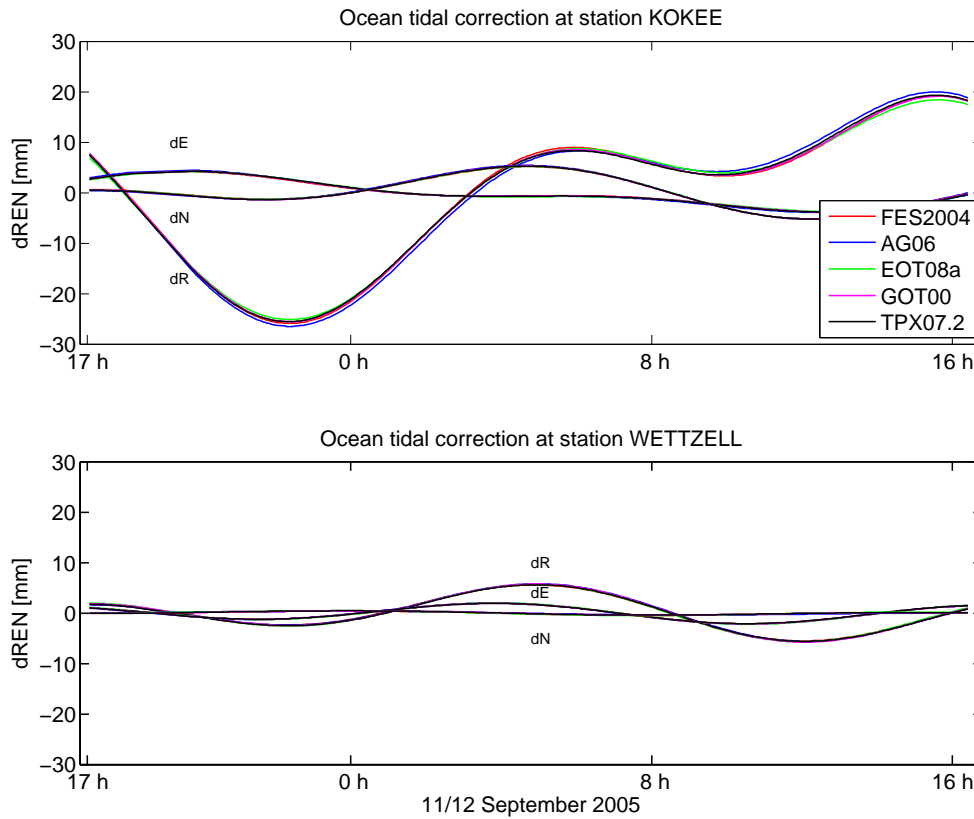 Ocean tidal correction at station KOKEE
30
20
10
0
−10
−20
−30
dREN [mm]
dE
dN
dR
FES2004
AG06
EOT08a
GOT00
TPX07.2
17 h
0 h
8 h
16 h
Ocean tidal correction at station WETTZELL
30
20
10
0
−10
−20
−30
dREN [mm]
dR
dE
dN
17 h
0 h
8 h
16 h
11/12 September 2005